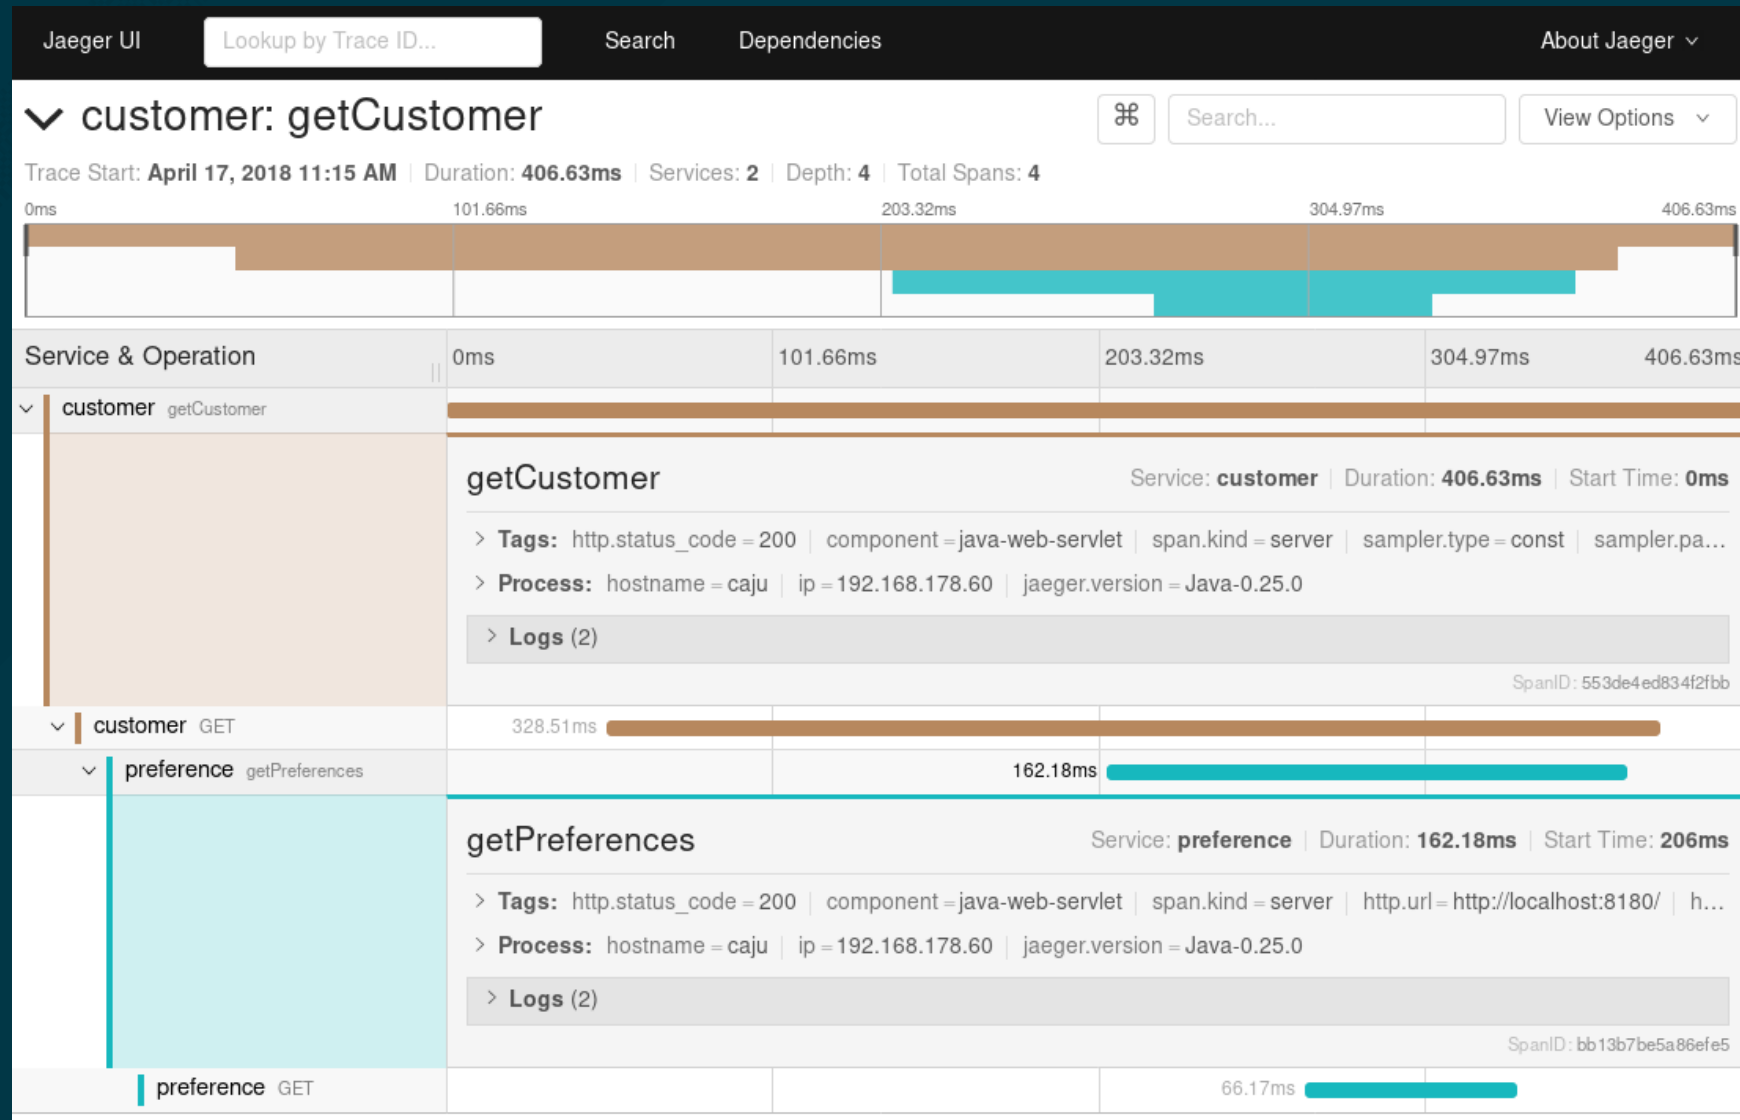 Jaeger UI Lookup by Trace ID... Search Dependencies About Jaeger
customer: getCustomer ⌘ Search... View Options
Trace Start: April 17, 2018 11:15 AM | Duration: 406.63ms | Services: 2 | Depth: 4 | Total Spans: 4
0ms 101.66ms 203.32ms 304.97ms 406.63ms
Service & Operation 0ms 101.66ms 203.32ms 304.97ms 406.63ms
customer getCustomer
getCustomer Service: customer | Duration: 406.63ms | Start Time: 0ms
Tags: http.status_code = 200 | component = java-web-servlet | span.kind = server | sampler.type = const | sampler.pa...
Process: hostname = caju | ip = 192.168.178.60 | jaeger.version = Java-0.25.0
Logs (2)
SpanID: 553de4ed834f2fbb
customer GET 328.51ms
preference getPreferences 162.18ms
getPreferences Service: preference | Duration: 162.18ms | Start Time: 206ms
Tags: http.status_code = 200 | component = java-web-servlet | span.kind = server | http.url = http://localhost:8180/ | h...
Process: hostname = caju | ip = 192.168.178.60 | jaeger.version = Java-0.25.0
Logs (2)
SpanID: bb13b7be5a86efe5
preference GET 66.17ms